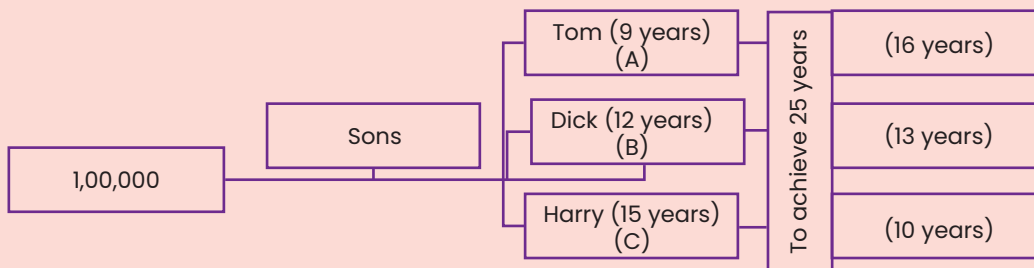 1,00,000
Sons
Tom (9 years)
(A)
Dick (12 years)
(B)
Harry (15 years)
(C)
To achieve 25 years
(16 years)
(13 years)
(10 years)